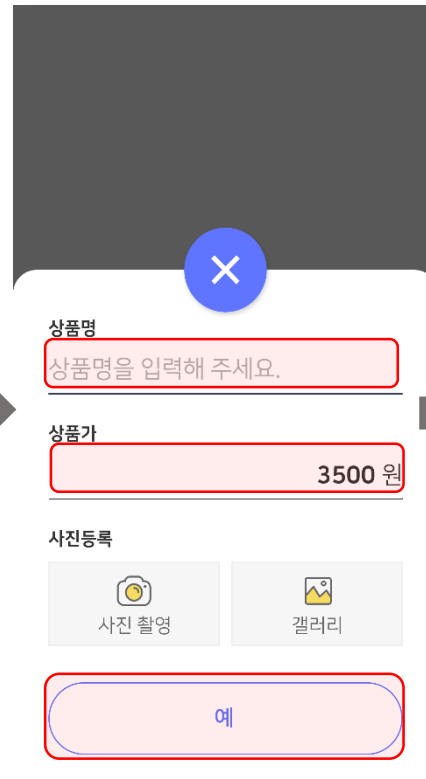 상품명
상품명을 입력해 주세요.
상품가
3500 원
사진등록
사진 촬영
갤러리
예